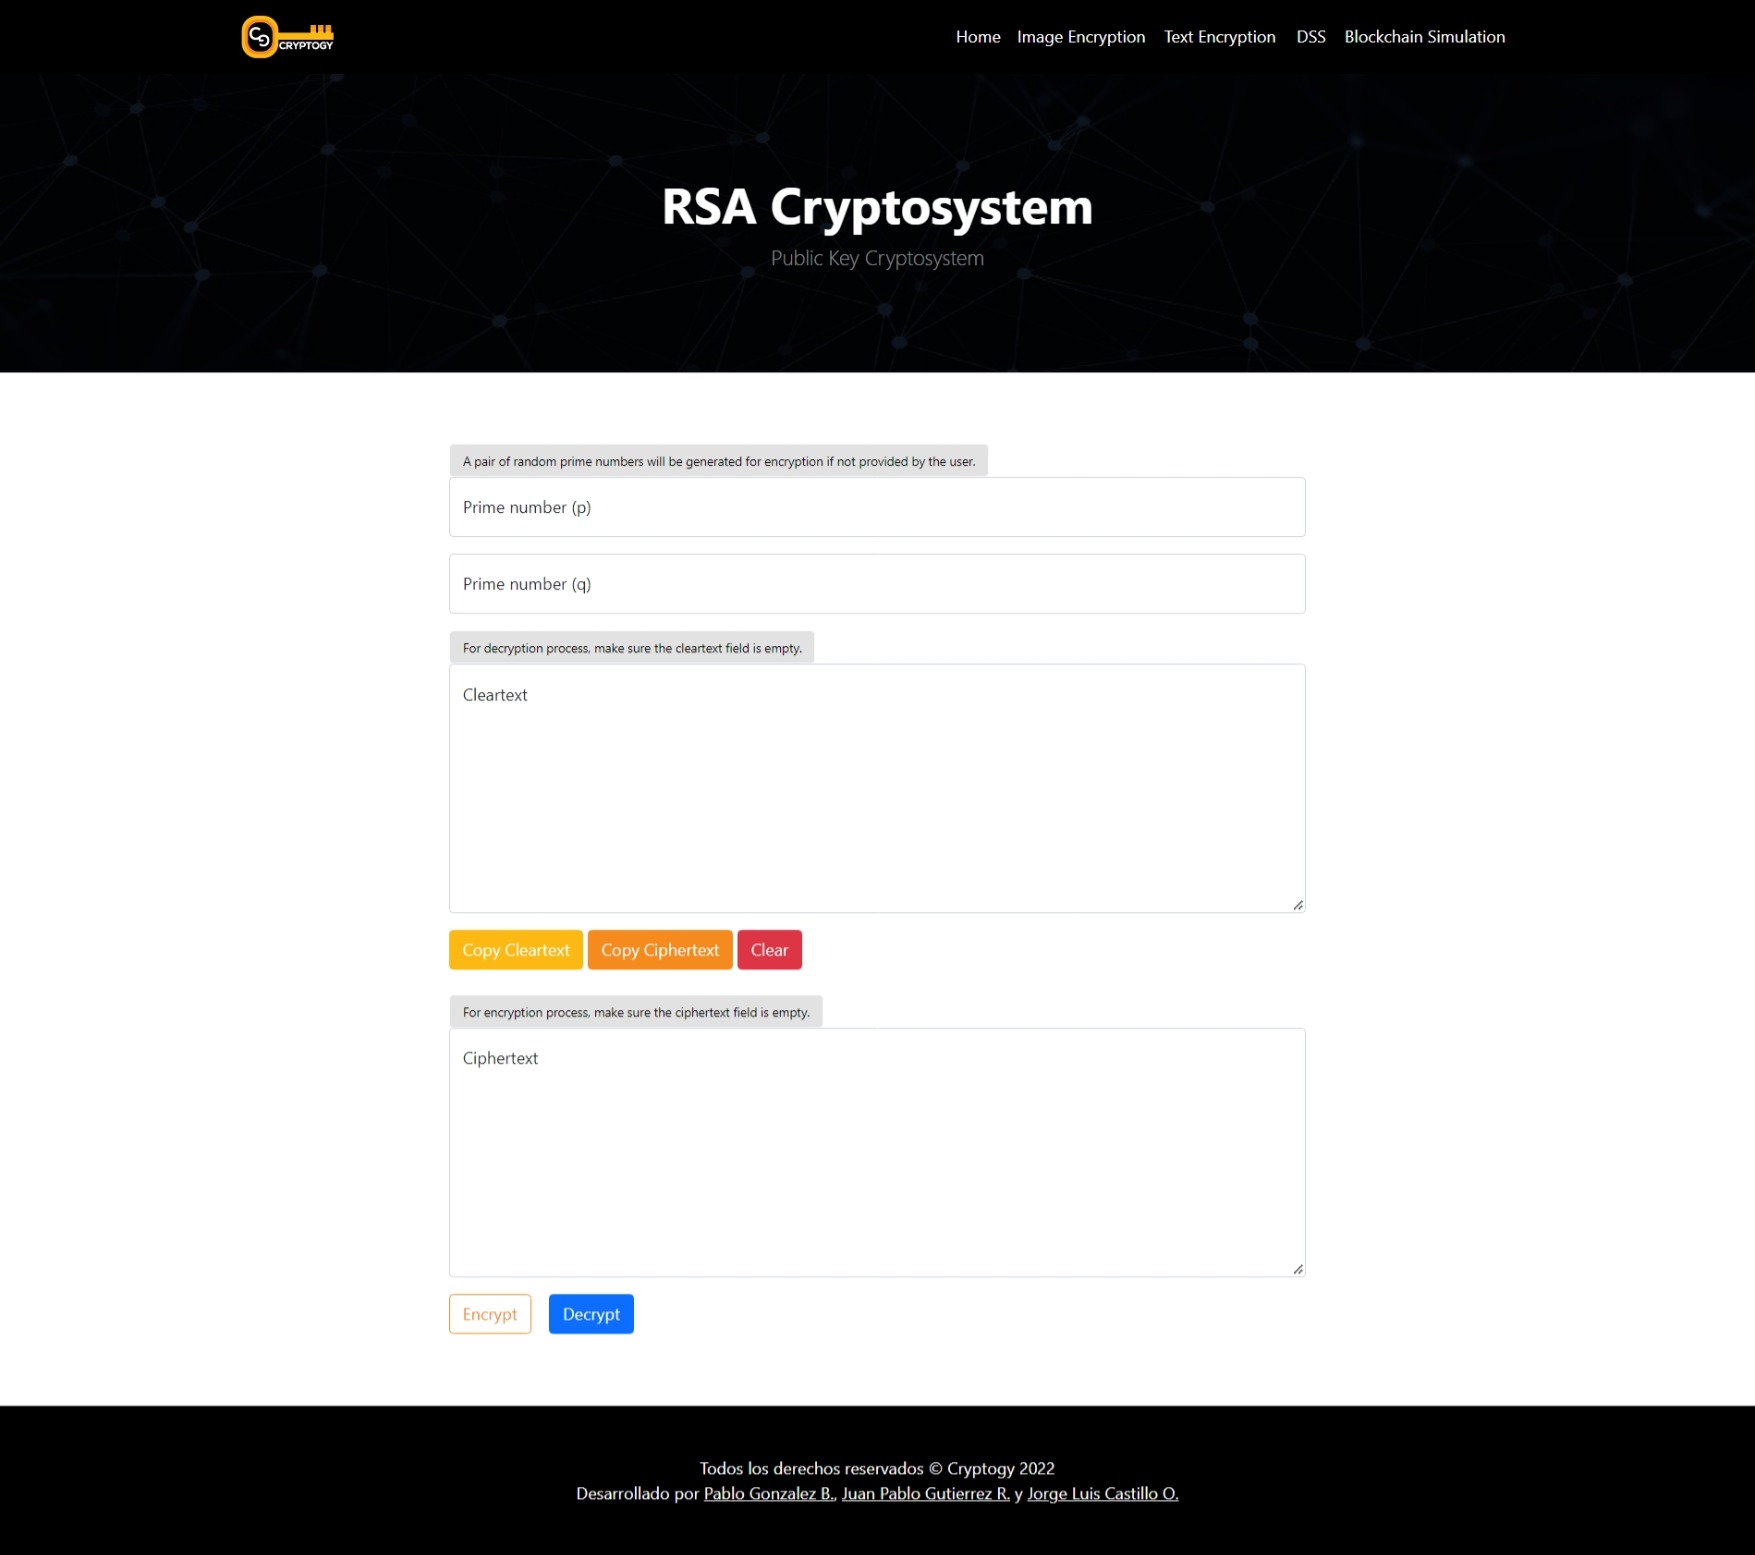 CG CRYPTOGY
Home Image Encryption Text Encryption DSS Blockchain Simulation
RSA Cryptosystem
Public Key Cryptosystem
A pair of random prime numbers will be generated for encryption if not provided by the user.
Prime number (p)
Prime number (q)
For decryption process, make sure the cleartext field is empty.
Cleartext
Copy Cleartext Copy Ciphertext Clear
For encryption process, make sure the ciphertext field is empty.
Ciphertext
Encrypt Decrypt
Todos los derechos reservados © Cryptogy 2022
Desarrollado por Pablo Gonzalez B., Juan Pablo Gutierrez R. y Jorge Luis Castillo O.